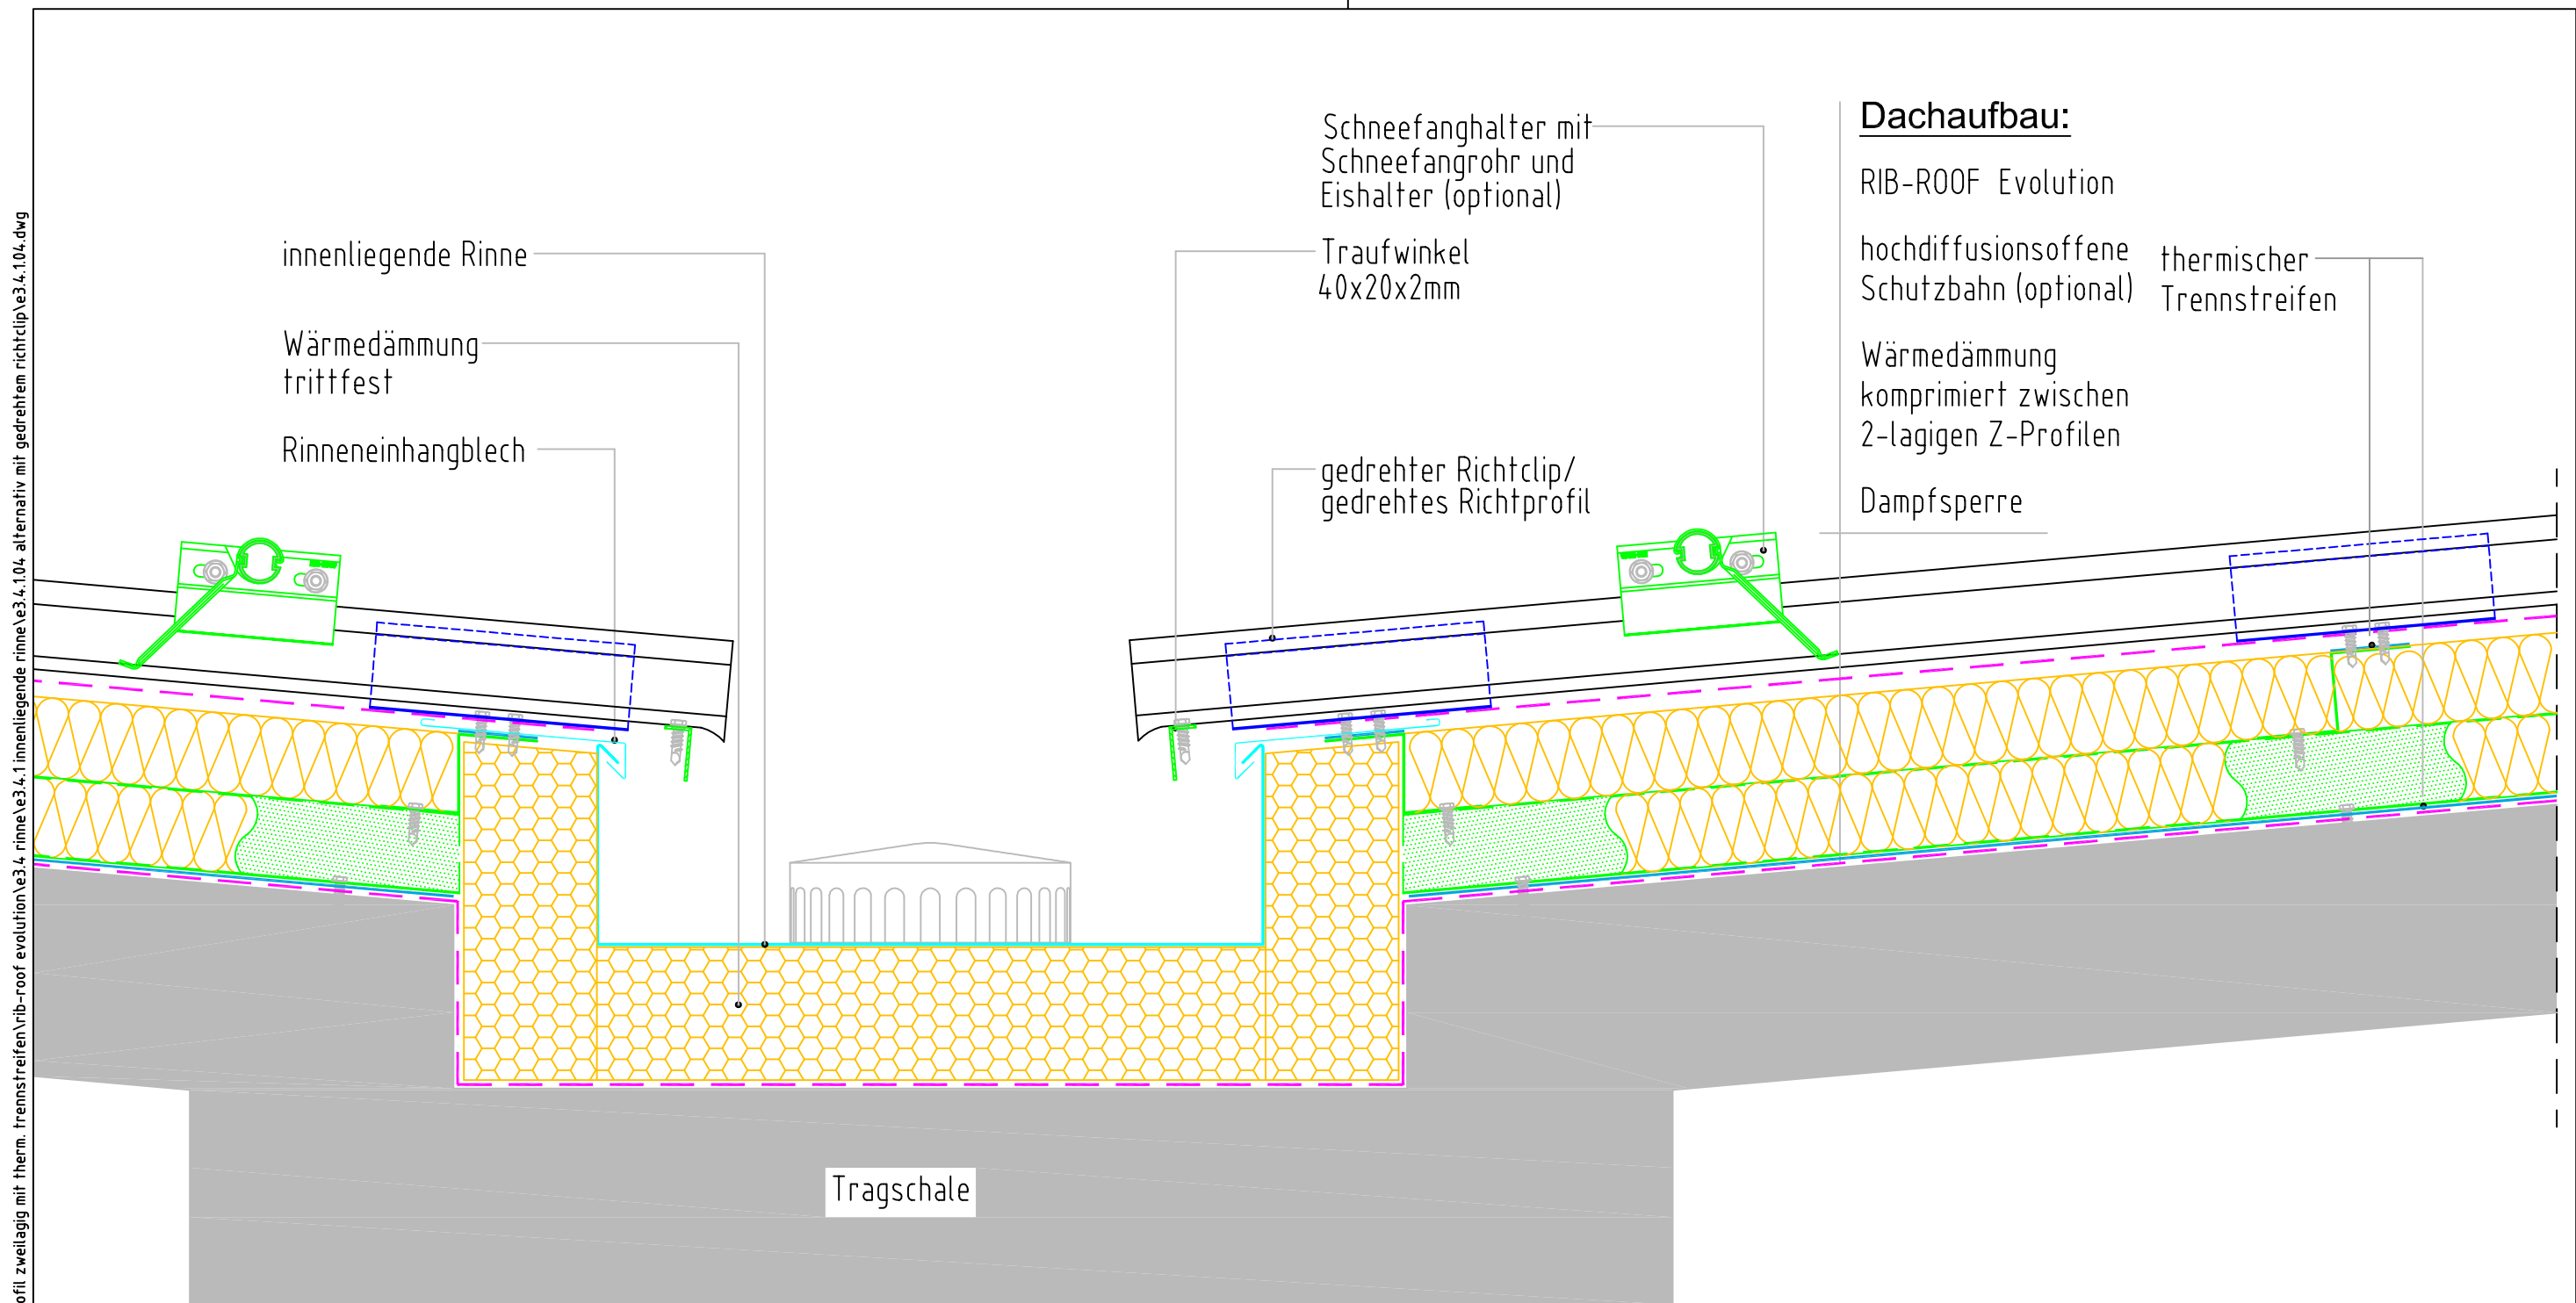 innenliegende Rinne
Wärmedämmung
trittfest
Rinneneinhangblech
Schneefanghalter mit
Schneefangrohr und
Eishalter (optional)
Traufwinkel
40x20x2mm
gedrehter Richtclip/
gedrehtes Richtprofil
Dachaufbau:
RIB-ROOF Evolution
hochdiffusionsoffene
Schutzbahn (optional)
Wärmedämmung
komprimiert zwischen
2-lagigen Z-Profilen
Dampfsperre
thermischer
Trennstreifen
Tragschale
ofil zweilagig mit therm. trennstreifen\rib-roof evolution\e3.4 rinne\e3.4.1 innenliegende rinne\e3.4.1.04 alternativ mit gedrehtem richtclip\e3.4.1.04.dwg